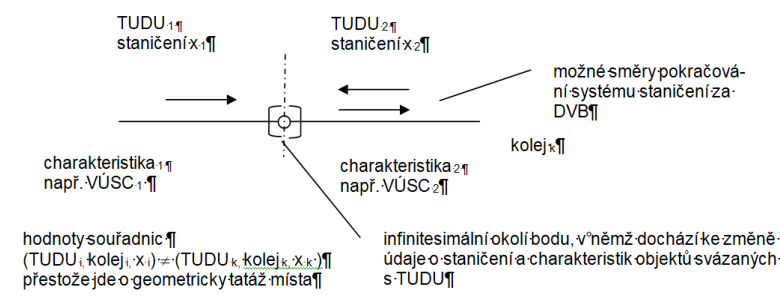 TUDU 1¶
staničení x 1¶
TUDU 2¶
staničení x 2¶
možné směry pokračová-
ní systému staničení za
DVB¶
kolej k¶
charakteristika 1¶
např. VÚSC 1 ¶
charakteristika 2¶
např. VÚSC 2¶
hodnoty souřadnic ¶
(TUDU i, kolej i, x i) ≠ (TUDU k, kolej k, x k )¶
přestože jde o geometricky tatáž místa¶
infinitesimální okolí bodu, v němž dochází ke změně
údaje o staničení a charakteristik objektů svázaných
s TUDU¶